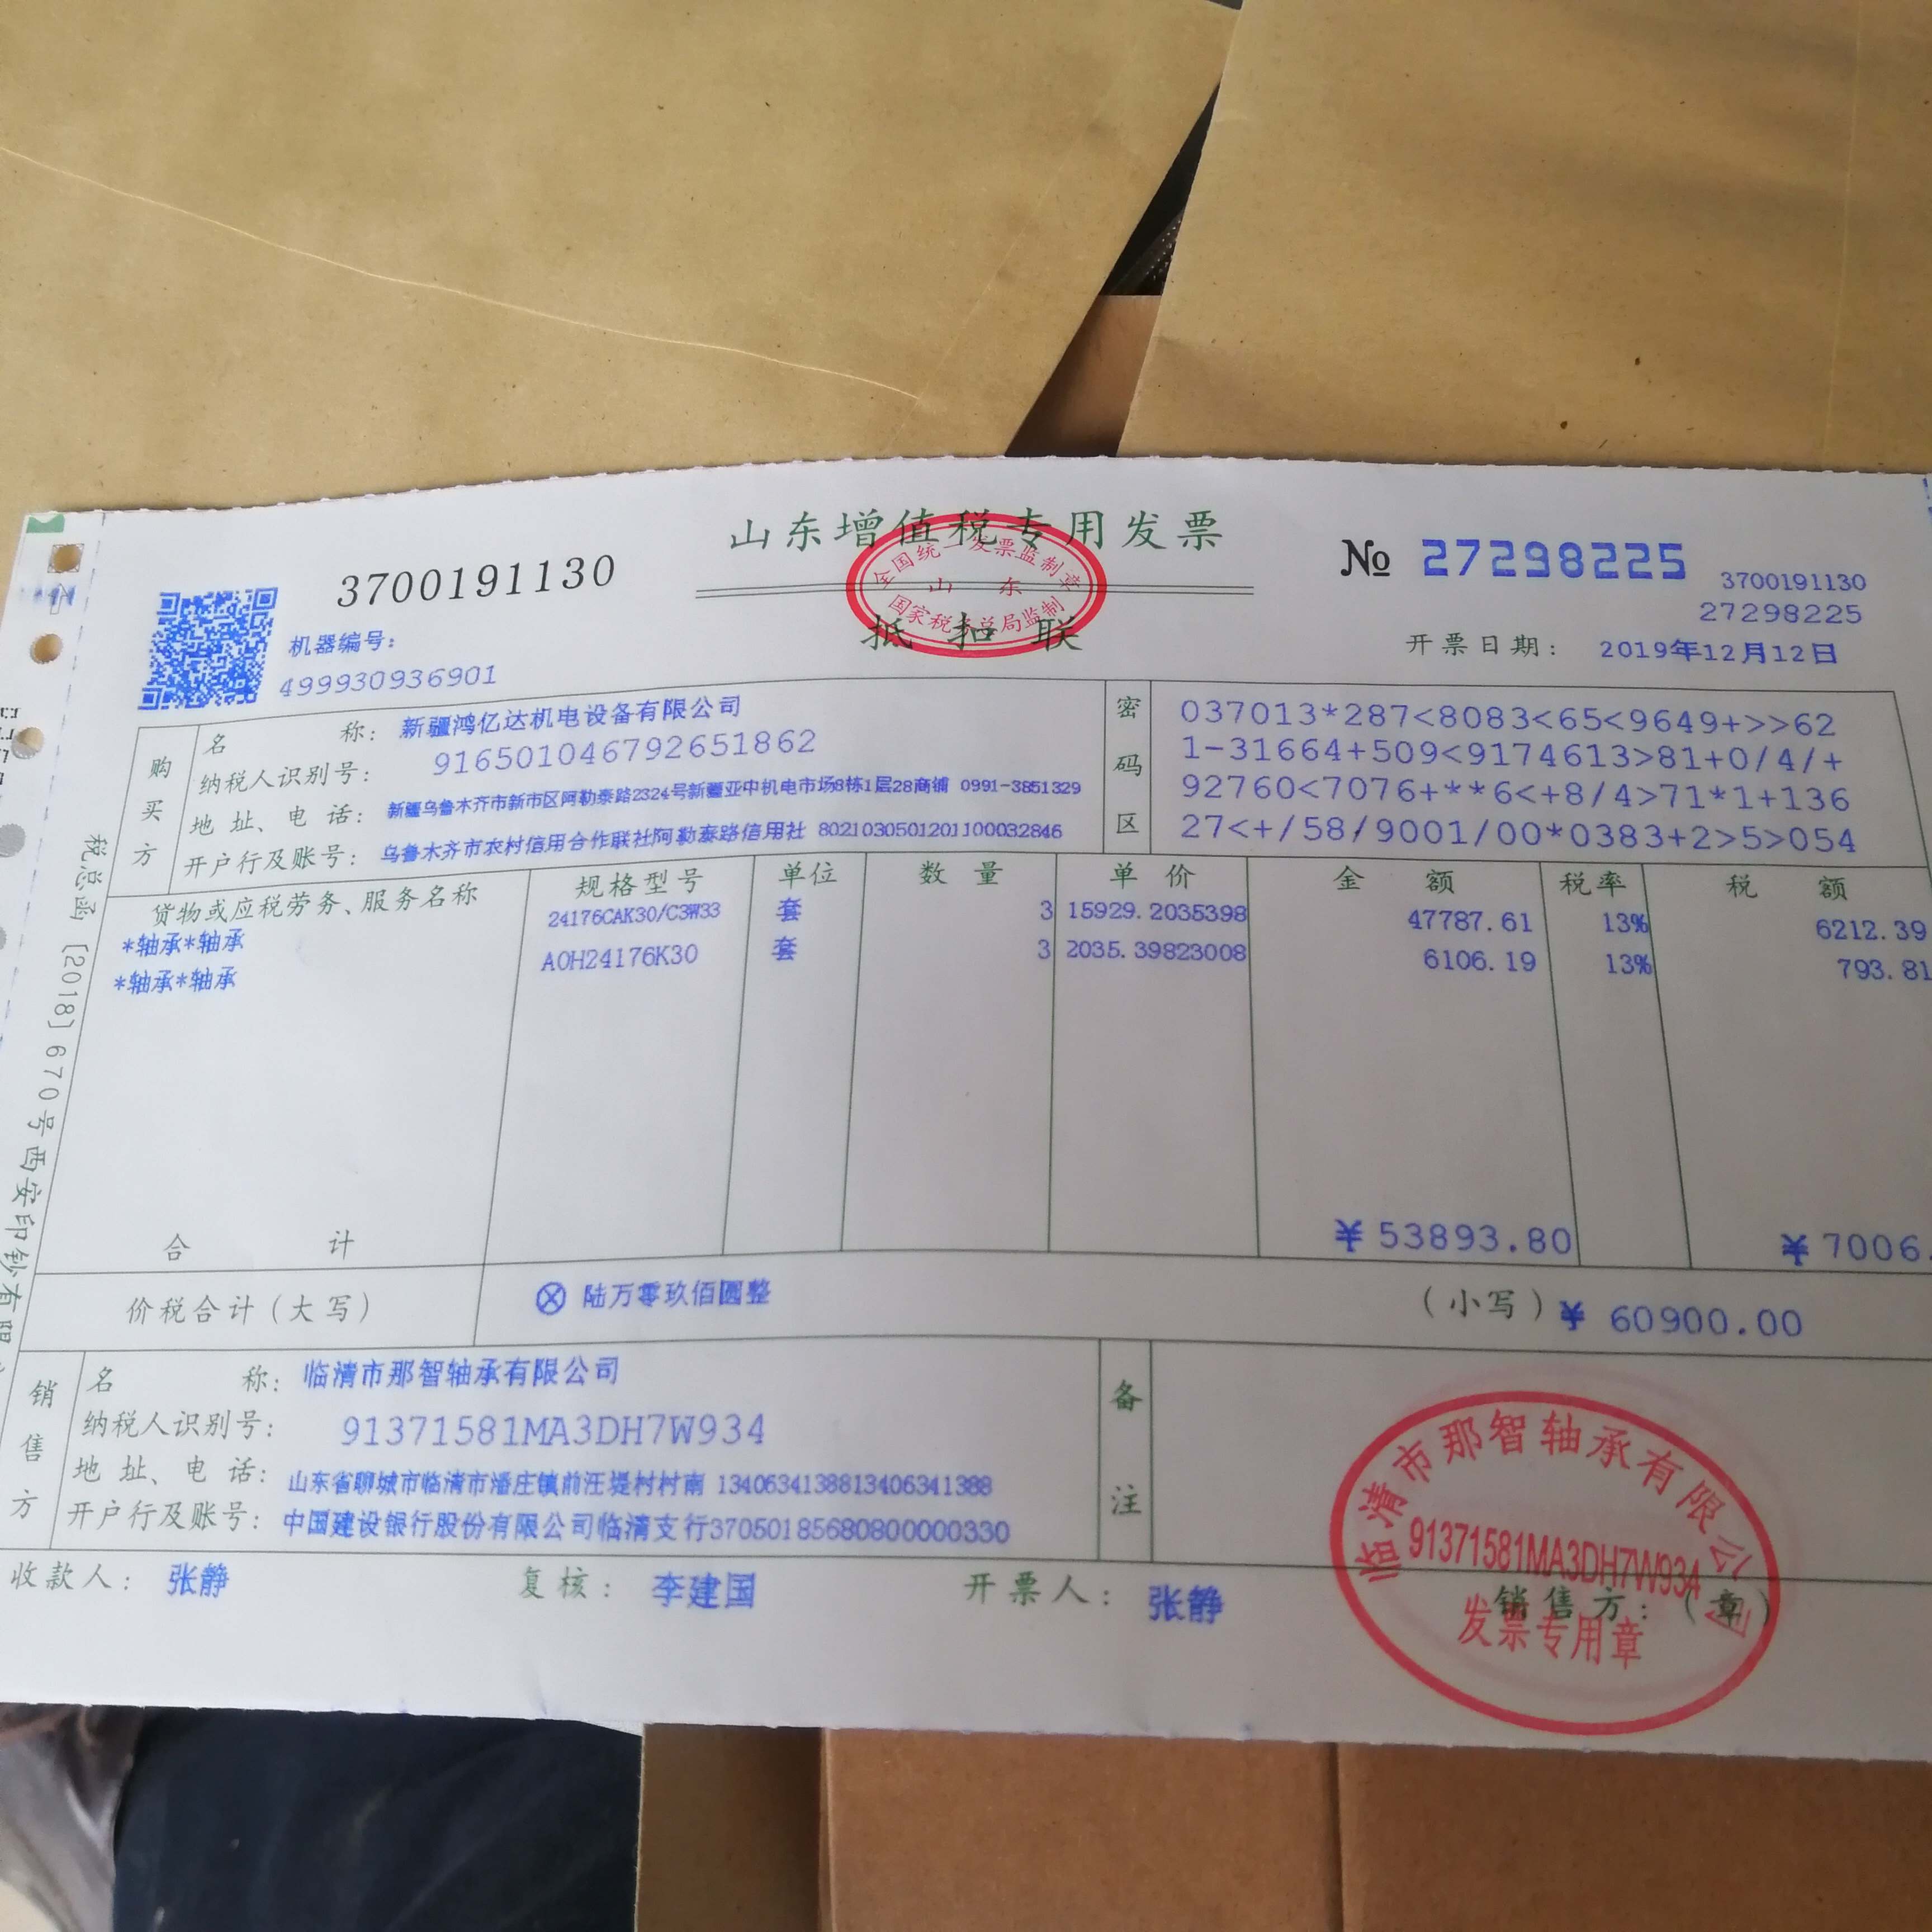 山东增值税专用发票
3700191130
№ 27298225
3700191130
27298225
全国统一发票监制章
山 东
国家税务总局监制
抵扣联
机器编号:
499930936901
开票日期: 2019年12月12日
购买方
名 称: 新疆鸿亿达机电设备有限公司
纳税人识别号: 916501046792651862
地 址、电 话: 新疆乌鲁木齐市新市区阿勒泰路2324号新疆亚中机电市场8栋1层28商铺 0991-3851329
开户行及账号: 乌鲁木齐市农村信用合作联社阿勒泰路信用社 802103050120110003​2846
密码区
037013*287<8083<65<9649+>>62
1-31664+509<9174613>81+0/4/+
92760<7076+**6<+8/4>71*1+136
27<+/58/9001/00*0383+2>5>054
货物或应税劳务、服务名称 规格型号 单位 数 量 单 价 金 额 税率 税 额
*轴承*轴承 24176CAK30/C3W33 套 3 15929.2035398 47787.61 13% 6212.39
*轴承*轴承 AOH24176K30 套 3 2035.39823008 6106.19 13% 793.81
合 计 ¥53893.80 ¥7006.
价税合计(大写) ⊗ 陆万零玖佰圆整 (小写)¥ 60900.00
销售方
名 称: 临清市那智轴承有限公司
纳税人识别号: 91371581MA3DH7W934
地 址、电 话: 山东省聊城市临清市潘庄镇前汪堤村村南 1340634138813406341388
开户行及账号: 中国建设银行股份有限公司临清支行37050185680800000330
备注
收款人: 张静 复核: 李建国 开票人: 张静 销售方:(章)
临清市那智轴承有限公司
91371581MA3DH7W934
发票专用章
税总函〔2018〕670号西安印钞有限